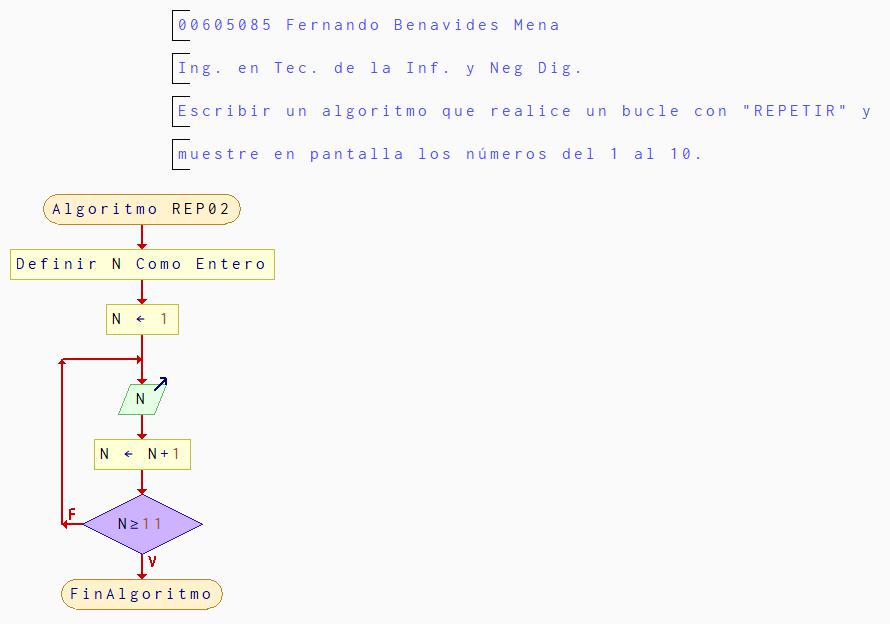 00605085 Fernando Benavides Mena
Ing. en Tec. de la Inf. y Neg Dig.
Escribir un algoritmo que realice un bucle con "REPETIR" y
muestre en pantalla los números del 1 al 10.
Algoritmo REP02
Definir N Como Entero
N ← 1
N
N ← N+1
N≥11
F
V
FinAlgoritmo